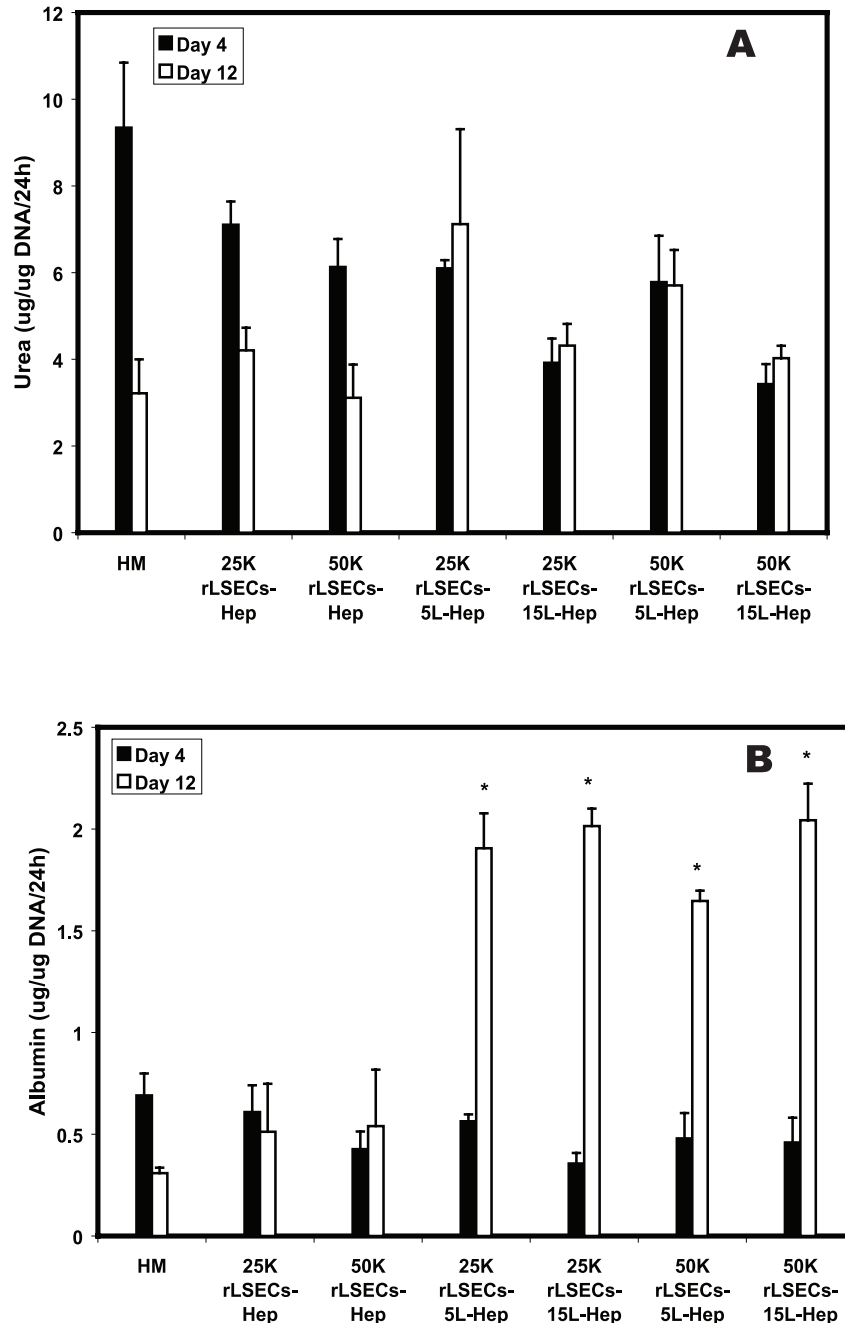 12
10
8
6
4
2
0
Urea (ug/ug DNA/24h)
Day 4
Day 12
A
HM
25K
rLSECs-
Hep
50K
rLSECs-
Hep
25K
rLSECs-
5L-Hep
25K
rLSECs-
15L-Hep
50K
rLSECs-
5L-Hep
50K
rLSECs-
15L-Hep
2.5
2
1.5
1
0.5
0
Albumin (ug/ug DNA/24h)
Day 4
Day 12
B
*
*
*
*
HM
25K
rLSECs-
Hep
50K
rLSECs-
Hep
25K
rLSECs-
5L-Hep
25K
rLSECs-
15L-Hep
50K
rLSECs-
5L-Hep
50K
rLSECs-
15L-Hep